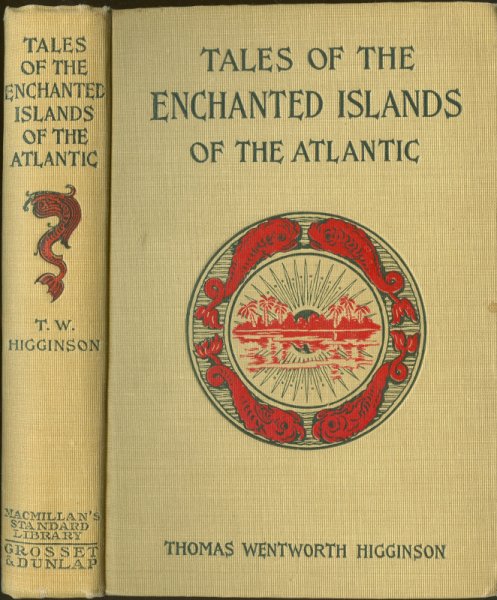 TALES
OF THE
ENCHANTED
ISLANDS
OF THE
ATLANTIC
T. W.
HIGGINSON
MACMILLAN'S
STANDARD
LIBRARY
GROSSET
& DUNLAP
TALES OF THE
ENCHANTED ISLANDS
OF THE ATLANTIC
THOMAS WENTWORTH HIGGINSON